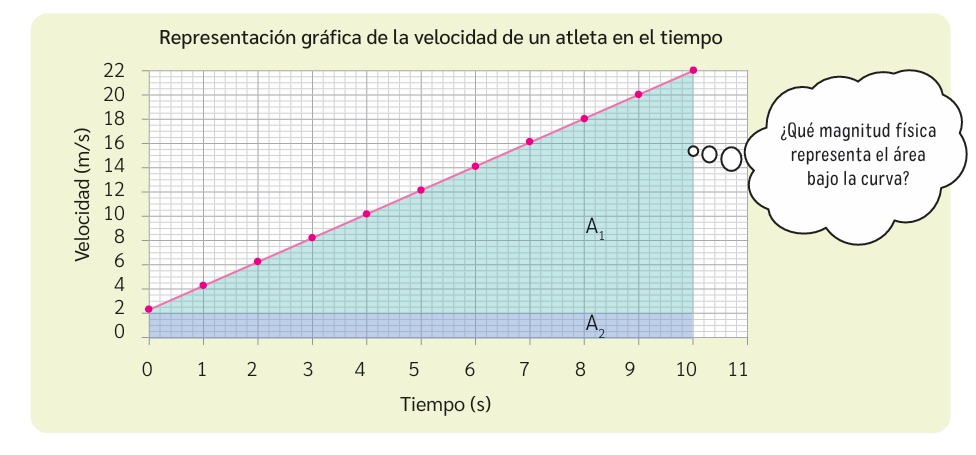 Representación gráfica de la velocidad de un atleta en el tiempo
22
20
18
16
14
12
10
8
6
4
2
0
Velocidad (m/s)
A1
A2
0 1 2 3 4 5 6 7 8 9 10 11
Tiempo (s)
¿Qué magnitud física
representa el área
bajo la curva?